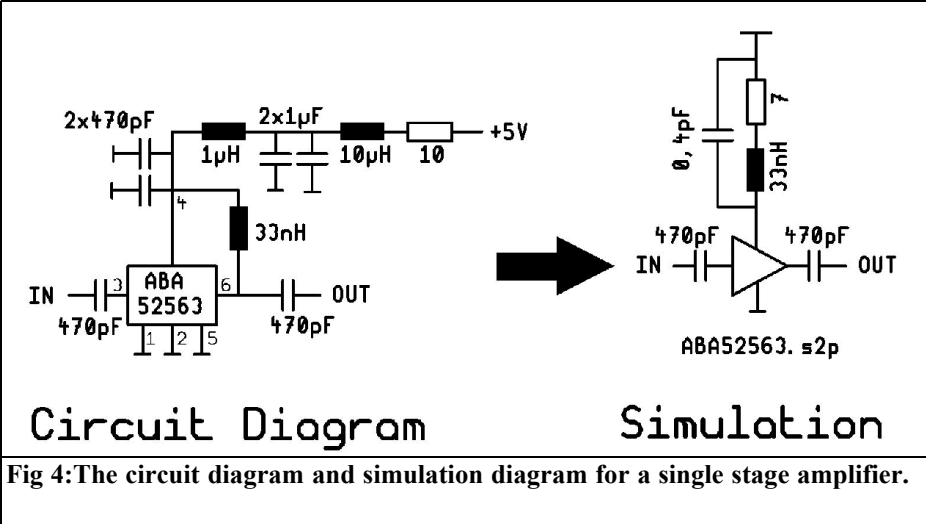 2x470pF
2x1µF
1µH
10µH
10
+5V
4
33nH
ABA
52563
3
6
IN
OUT
470pF
470pF
1
2
5
7
0,4pF
33nH
470pF
470pF
IN
OUT
ABA52563.s2p
Circuit Diagram
Simulation
Fig 4:The circuit diagram and simulation diagram for a single stage amplifier.